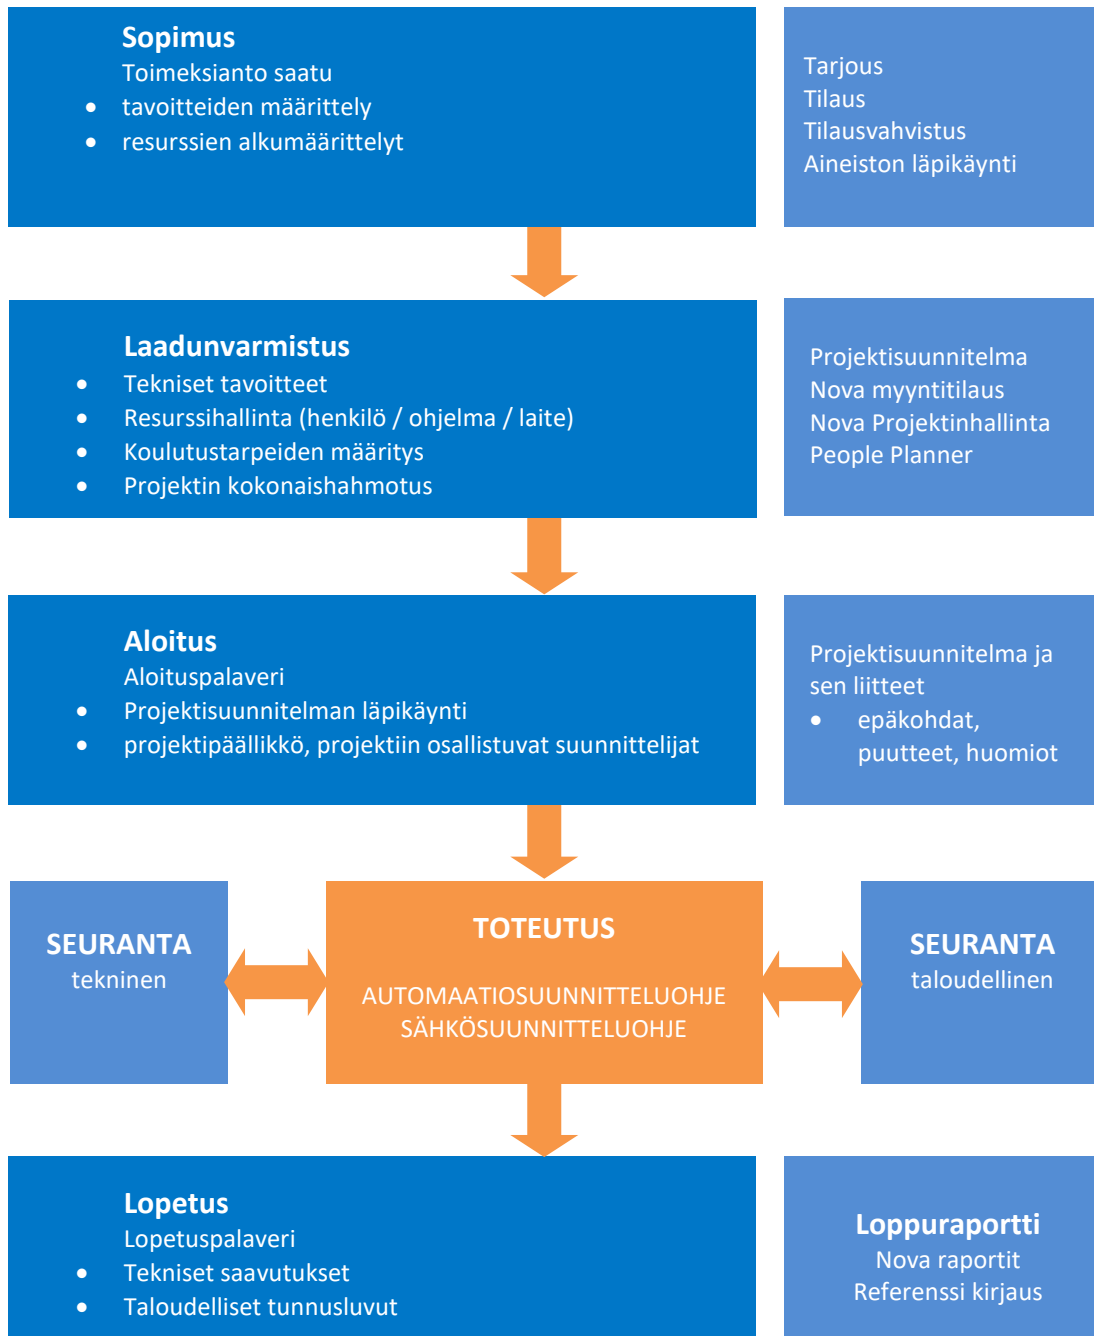 Sopimus
Toimeksianto saatu
• tavoitteiden määrittely
• resurssien alkumäärittelyt
Tarjous
Tilaus
Tilausvahvistus
Aineiston läpikäynti
Laadunvarmistus
• Tekniset tavoitteet
• Resurssihallinta (henkilö / ohjelma / laite)
• Koulutustarpeiden määritys
• Projektin kokonaishahmotus
Projektisuunnitelma
Nova myyntitilaus
Nova Projektinhallinta
People Planner
Aloitus
Aloituspalaveri
• Projektisuunnitelman läpikäynti
• projektipäällikkö, projektiin osallistuvat suunnittelijat
Projektisuunnitelma ja
sen liitteet
• epäkohdat,
puutteet, huomiot
SEURANTA
tekninen
TOTEUTUS
AUTOMAATIOSUUNNITTELUOHJE
SÄHKÖSUUNNITTELUOHJE
SEURANTA
taloudellinen
Lopetus
Lopetuspalaveri
• Tekniset saavutukset
• Taloudelliset tunnusluvut
Loppuraportti
Nova raportit
Referenssi kirjaus